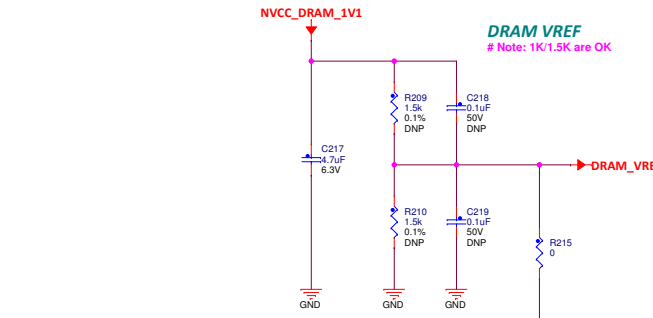 NVCC_DRAM_1V1
DRAM VREF
# Note: 1K/1.5K are OK
R209
1.5k
0.1%
DNP
C218
0.1uF
50V
DNP
C217
4.7uF
6.3V
DRAM_VRE
R210
1.5k
0.1%
DNP
C219
0.1uF
50V
DNP
R215
0
GND
GND
GND